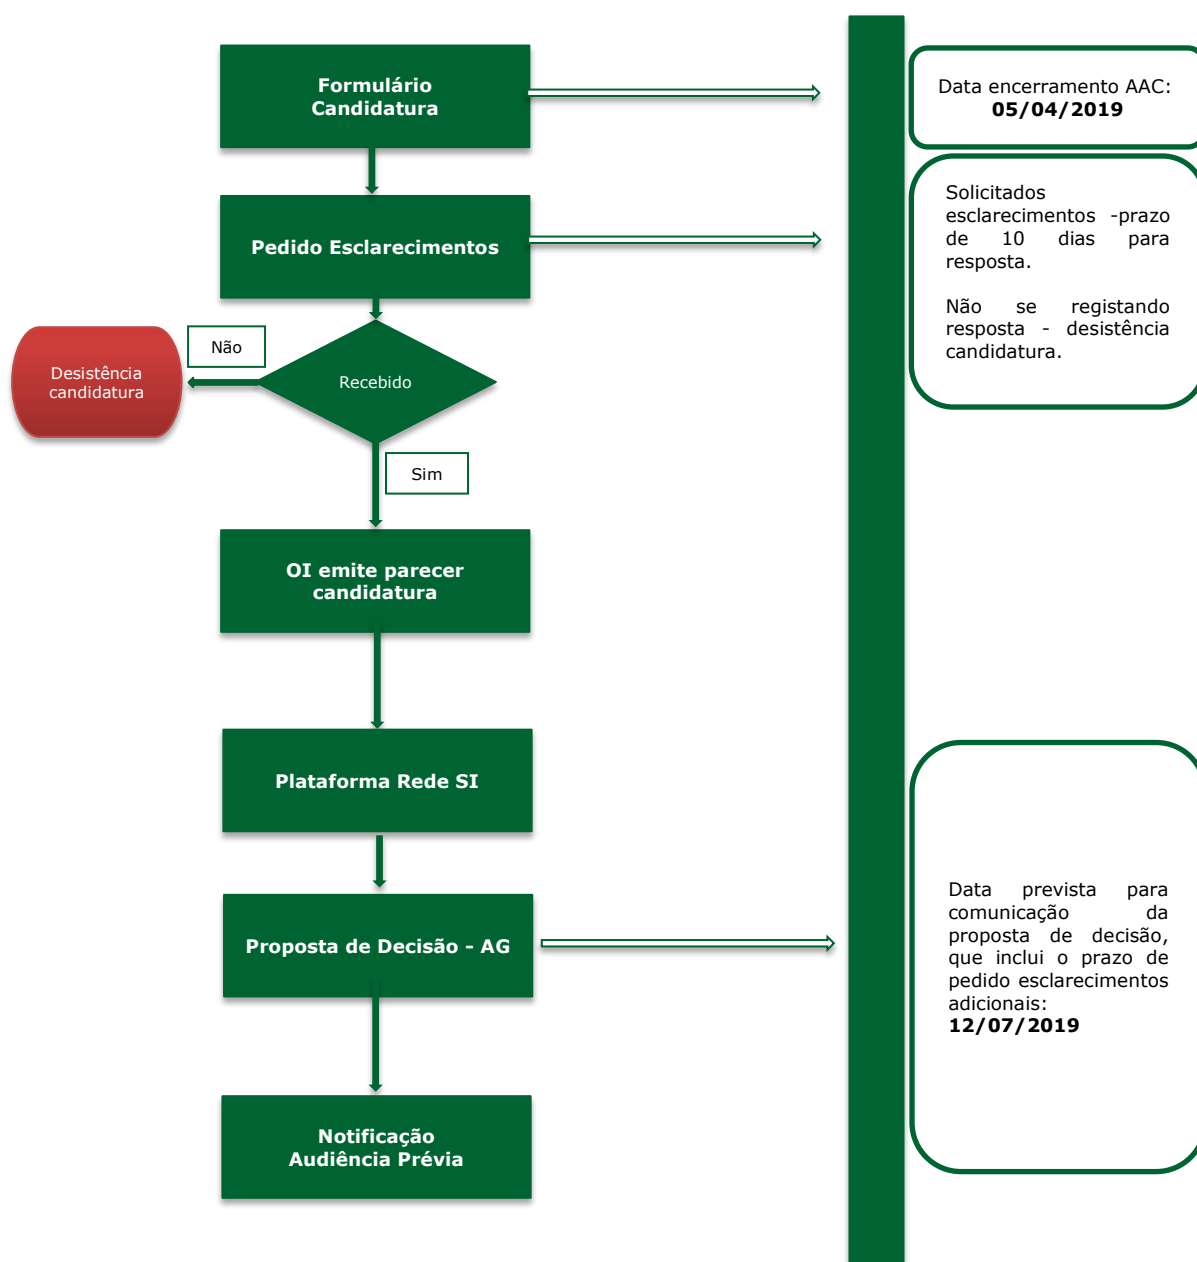 Formulário
Candidatura
Data encerramento AAC:
05/04/2019
Pedido Esclarecimentos
Solicitados
esclarecimentos -prazo
de 10 dias para
resposta.
Não se registando
resposta - desistência
candidatura.
Não
Desistência
candidatura
Recebido
Sim
OI emite parecer
candidatura
Plataforma Rede SI
Proposta de Decisão - AG
Data prevista para
comunicação da
proposta de decisão,
que inclui o prazo de
pedido esclarecimentos
adicionais:
12/07/2019
Notificação
Audiência Prévia